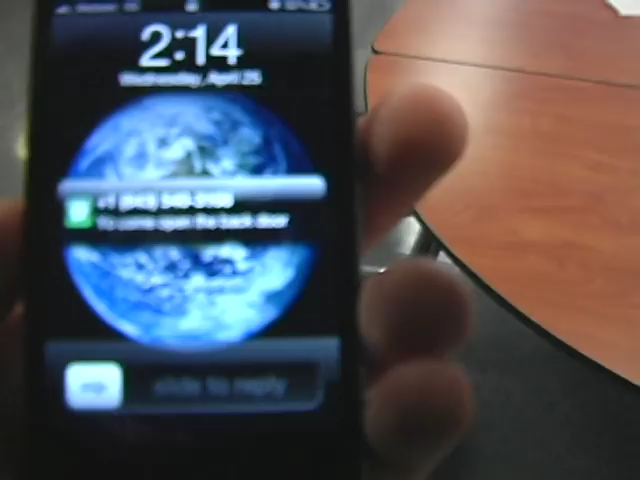 2:14
Wednesday, April 25
Yo come open the back door
slide to reply